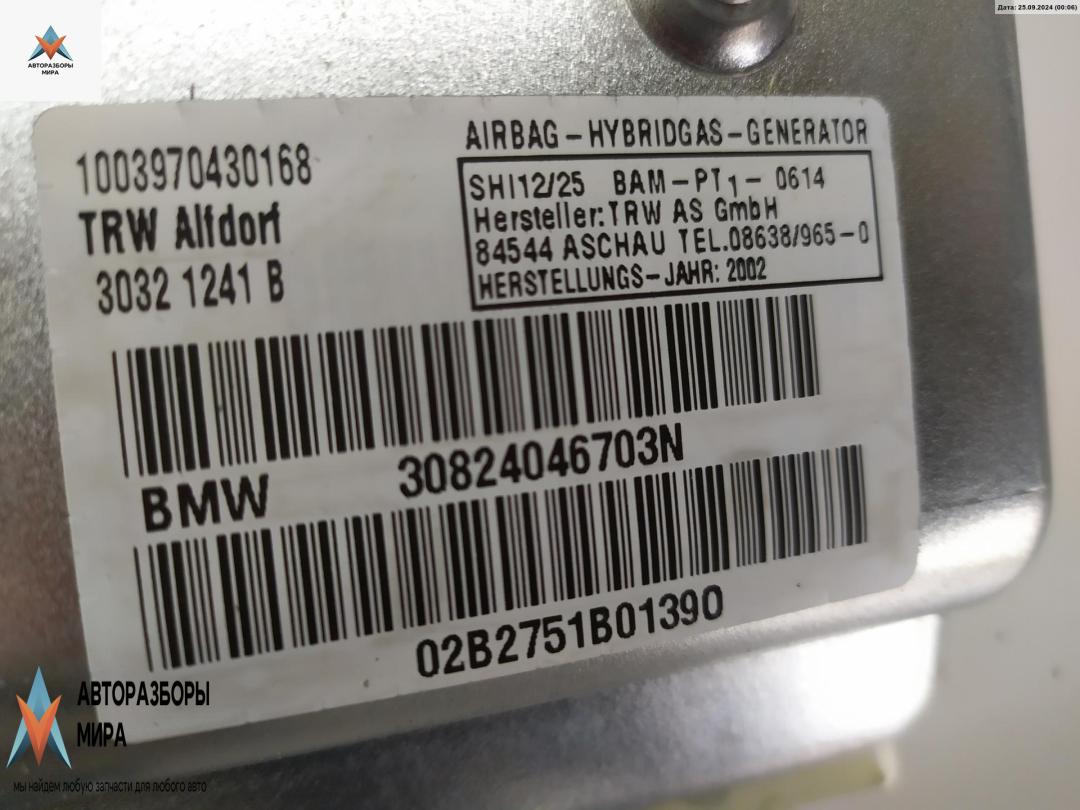 Дата: 25.09.2024 (00:06)
АВТОРАЗБОРЫ
МИРА
1003970430168
TRW Alfdorf
3032 1241 B
AIRBAG-HYBRIDGAS-GENERATOR
SHI12/25 BAM-PT1-0614
Hersteller: TRW AS GmbH
84544 ASCHAU TEL.08638/965-0
HERSTELLUNGS-JAHR: 2002
BMW 30824046703N
02B2751B01390
АВТОРАЗБОРЫ
МИРА
мы найдем любую запчасти для любого авто